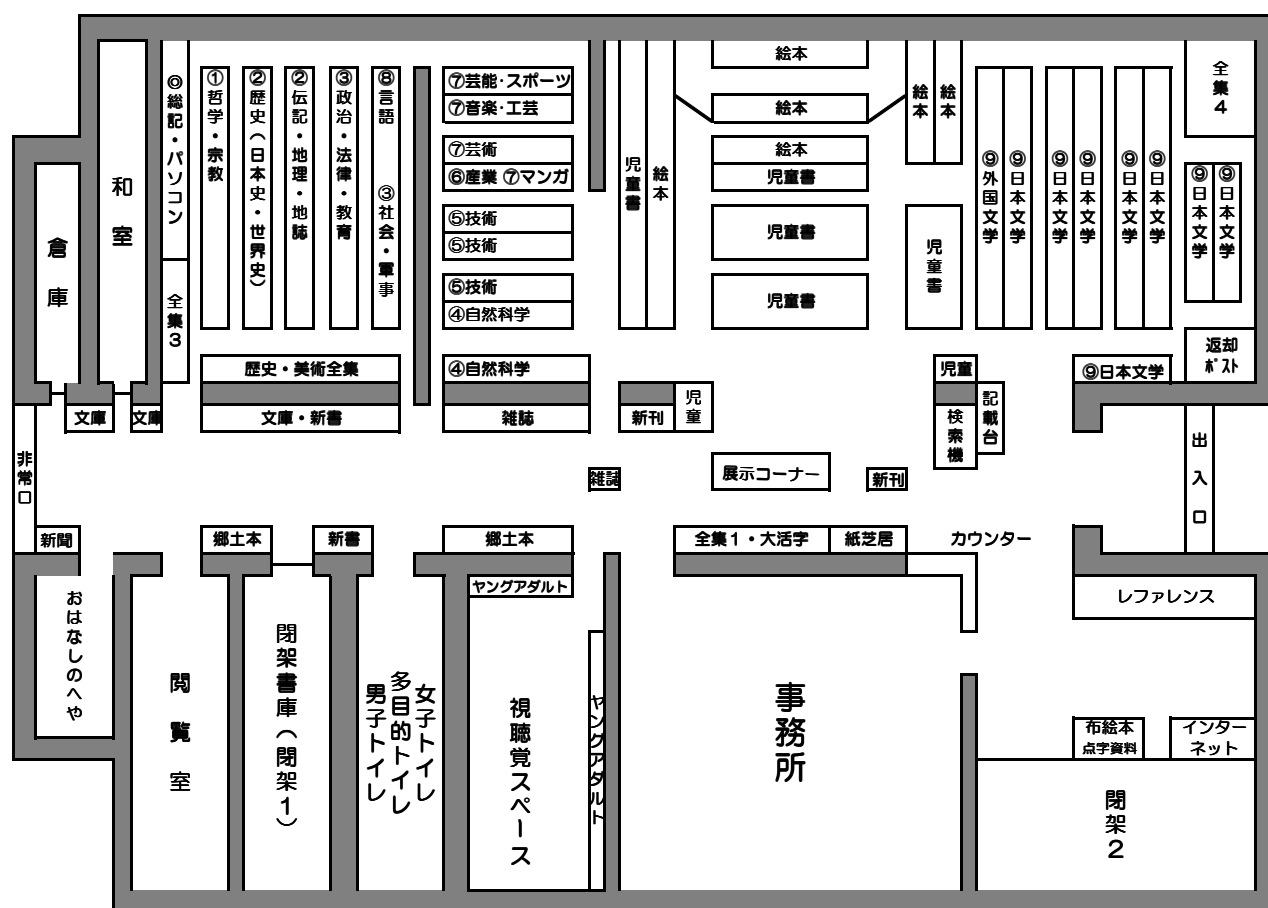 倉庫
和室
◎総記・パソコン
全集3
①哲学・宗教
②歴史(日本史・世界史)
②伝記・地理・地誌
③政治・法律・教育
⑧言語 ③社会・軍事
⑦芸能・スポーツ
⑦音楽・工芸
⑦芸術
⑥産業 ⑦マンガ
⑤技術
⑤技術
⑤技術
④自然科学
④自然科学
児童書
絵本
絵本
絵本
絵本
児童書
児童書
児童書
絵本
絵本
児童書
⑨外国文学
⑨日本文学
⑨日本文学
⑨日本文学
⑨日本文学
⑨日本文学
全集4
⑨日本文学
⑨日本文学
返却
ポスト
⑨日本文学
歴史・美術全集
文庫・新書
文庫
文庫
雑誌
新刊
児童
児童
検索機
記載台
非常口
雑誌
展示コーナー
新刊
出入口
新聞
郷土本
新書
郷土本
全集1・大活字
紙芝居
カウンター
おはなしのへや
閲覧室
閉架書庫(閉架1)
女子トイレ
多目的トイレ
男子トイレ
ヤングアダルト
視聴覚スペース
ヤングアダルト
事務所
レファレンス
布絵本
点字資料
インター
ネット
閉架2